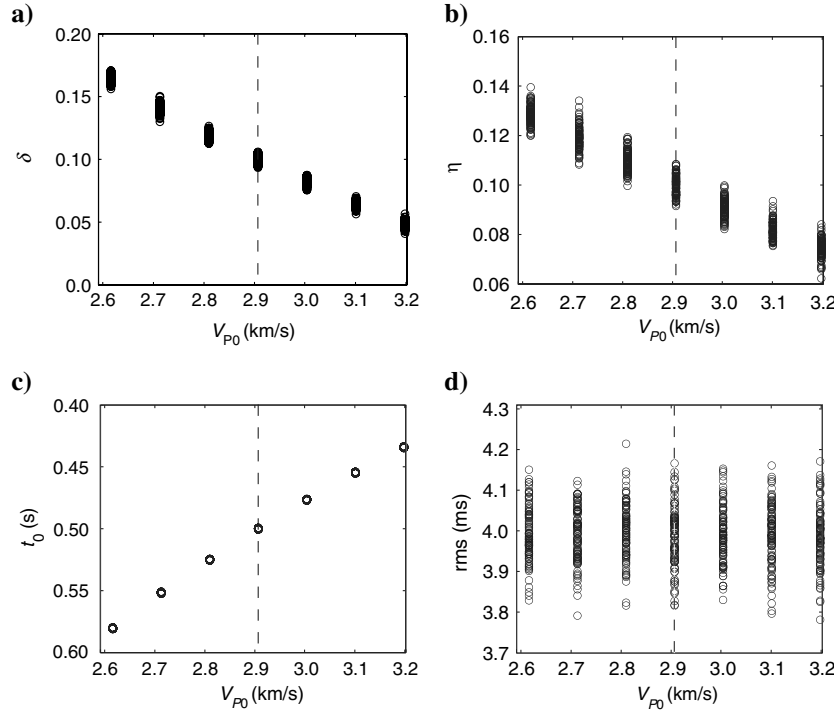 a)
0.20
0.15
0.10
0.05
0.0
δ
2.6 2.7 2.8 2.9 3.0 3.1 3.2
V_P0 (km/s)
b)
0.16
0.14
0.12
0.10
0.08
0.06
η
2.6 2.7 2.8 2.9 3.0 3.1 3.2
V_P0 (km/s)
c)
0.40
0.45
0.50
0.55
0.60
t_0 (s)
2.6 2.7 2.8 2.9 3.0 3.1 3.2
V_P0 (km/s)
d)
4.3
4.2
4.1
4.0
3.9
3.8
3.7
rms (ms)
2.6 2.7 2.8 2.9 3.0 3.1 3.2
V_P0 (km/s)